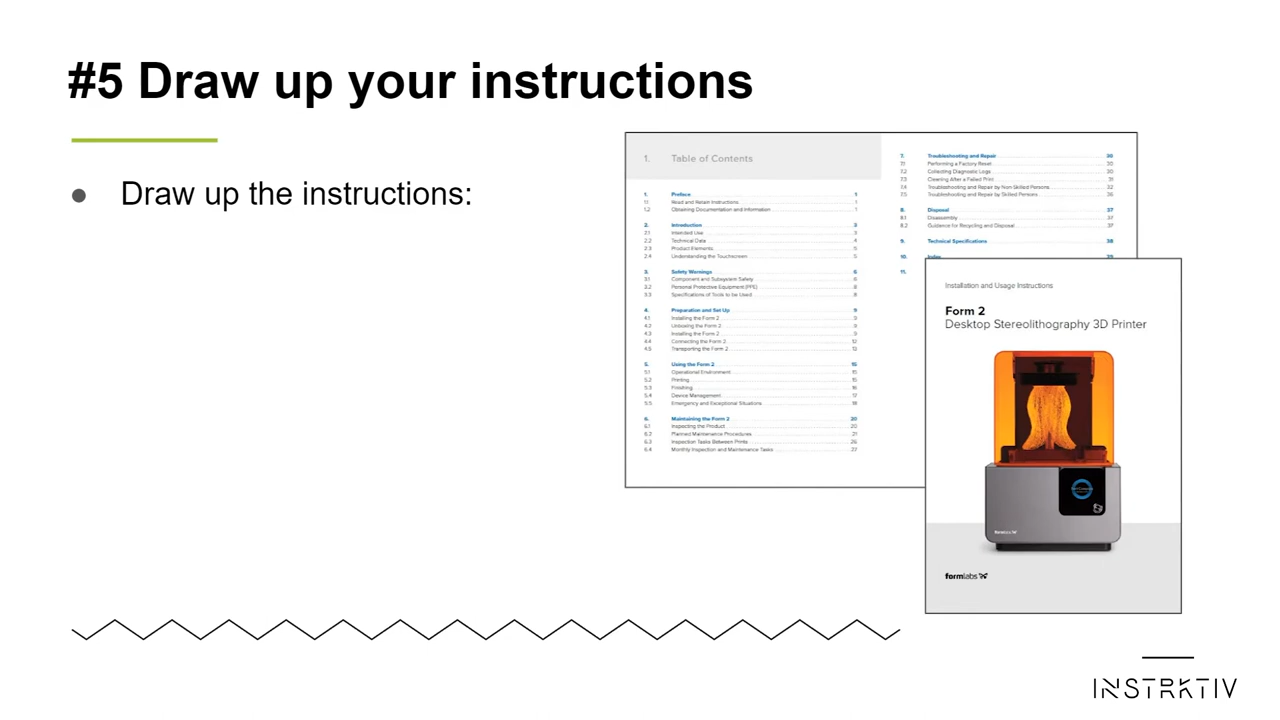 #5 Draw up your instructions
● Draw up the instructions:
1. Table of Contents
1. Preface 1
1.1 Read and Retain Instructions 1
1.2 Obtaining Documentation and Information 1
2. Introduction 3
2.1 Intended Use 3
2.2 Technical Data 4
2.3 Product Elements 5
2.4 Understanding the Touchscreen 5
3. Safety Warnings 6
3.1 Component and Subsystem Safety 6
3.2 Personal Protective Equipment (PPE) 8
3.3 Specifications of Tools to be Used 8
4. Preparation and Set Up 9
4.1 Installing the Form 2 9
4.2 Unboxing the Form 2 9
4.3 Installing the Form 2 9
4.4 Connecting the Form 2 12
4.5 Transporting the Form 2 13
5. Using the Form 2 15
5.1 Operational Environment 15
5.2 Printing 15
5.3 Finishing 16
5.4 Device Management 17
5.5 Emergency and Exceptional Situations 18
6. Maintaining the Form 2 20
6.1 Inspecting the Product 20
6.2 Planned Maintenance Procedures 21
6.3 Inspection Tasks Between Prints 26
6.4 Monthly Inspection and Maintenance Tasks 27
7. Troubleshooting and Repair 30
7.1 Performing a Factory Reset 30
7.2 Collecting Diagnostic Logs 30
7.3 Cleaning After a Failed Print 31
7.4 Troubleshooting and Repair by Non Skilled Persons 32
7.5 Troubleshooting and Repair by Skilled Persons 36
8. Disposal 37
8.1 Disassembly 37
8.2 Guidance for Recycling and Disposal 37
9. Technical Specifications 38
10. Index 39
11.
Installation and Usage Instructions
Form 2
Desktop Stereolithography 3D Printer
formlabs
formlabs
INSTRKTIV